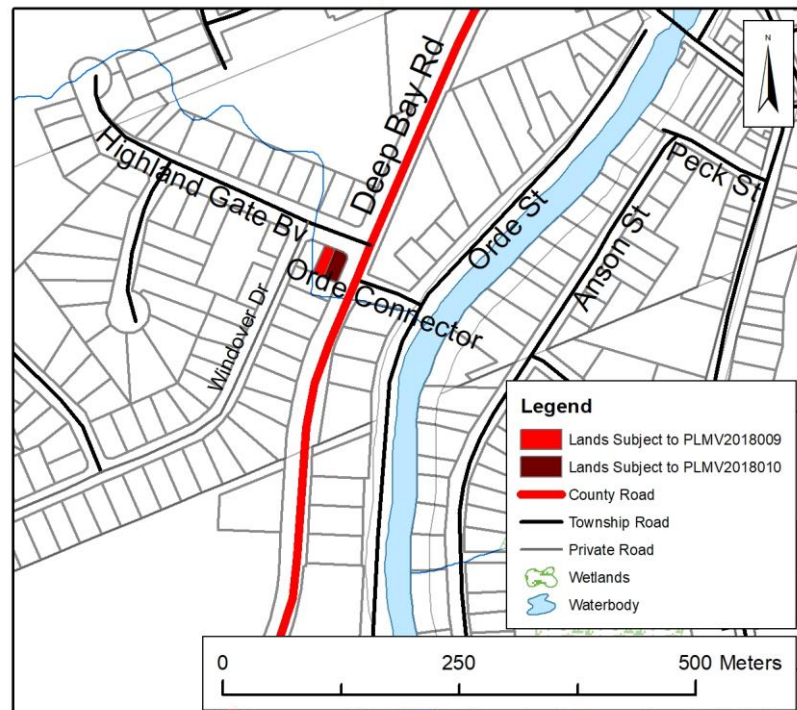 N
Deep Bay Rd
Highland Gate Bv
Peck St
Orde St
Anson St
Orde Connector
Windover Dr
Legend
Lands Subject to PLMV2018009
Lands Subject to PLMV2018010
County Road
Township Road
Private Road
Wetlands
Waterbody
0 250 500 Meters